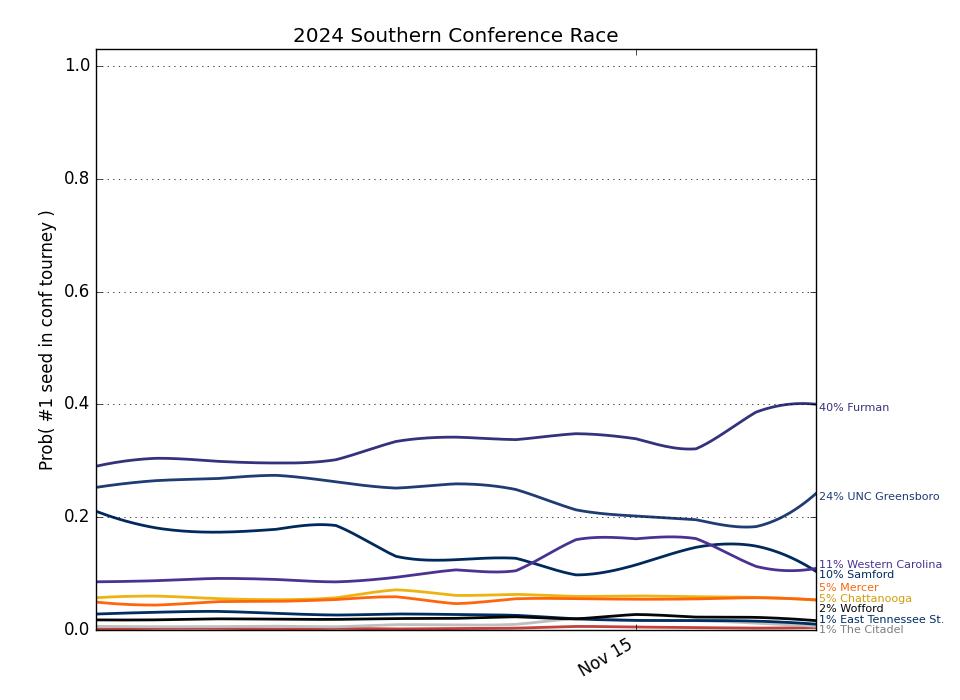 2024 Southern Conference Race
Prob( #1 seed in conf tourney )
1.0
0.8
0.6
0.4
0.2
0.0
Nov 15
40% Furman
24% UNC Greensboro
11% Western Carolina
10% Samford
5% Mercer
5% Chattanooga
2% Wofford
1% East Tennessee St.
1% The Citadel